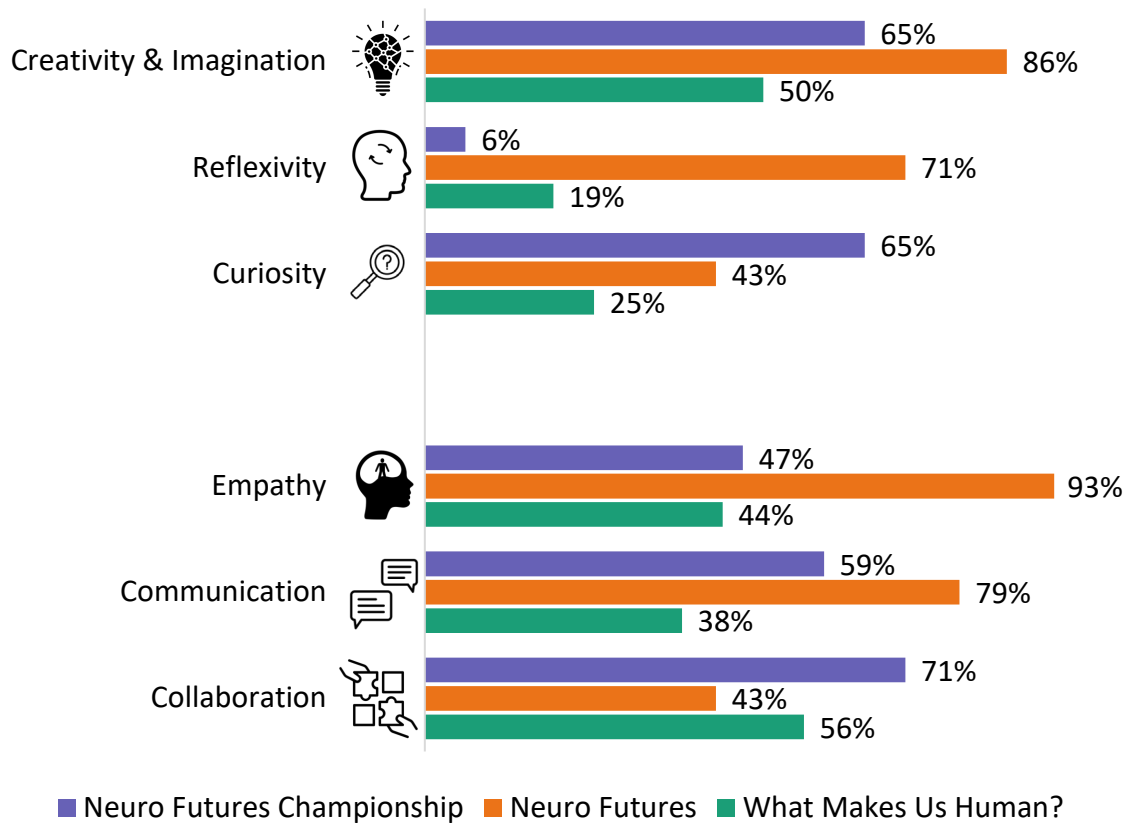 Creativity & Imagination
65%
86%
50%
Reflexivity
6%
71%
19%
Curiosity
?
65%
43%
25%
Empathy
47%
93%
44%
Communication
59%
79%
38%
Collaboration
71%
43%
56%
Neuro Futures Championship Neuro Futures What Makes Us Human?